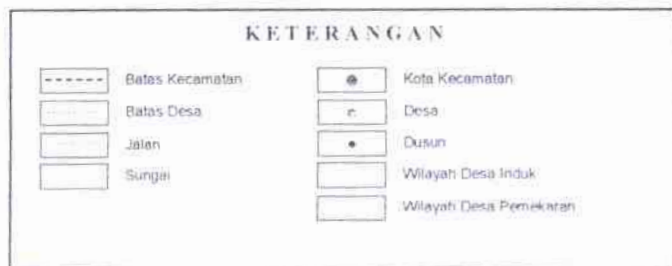 KETERANGAN
Batas Kecamatan
Batas Desa
Jalan
Sungai
Kota Kecamatan
Desa
Dusun
Wilayah Desa Induk
Wilayah Desa Pemekaran